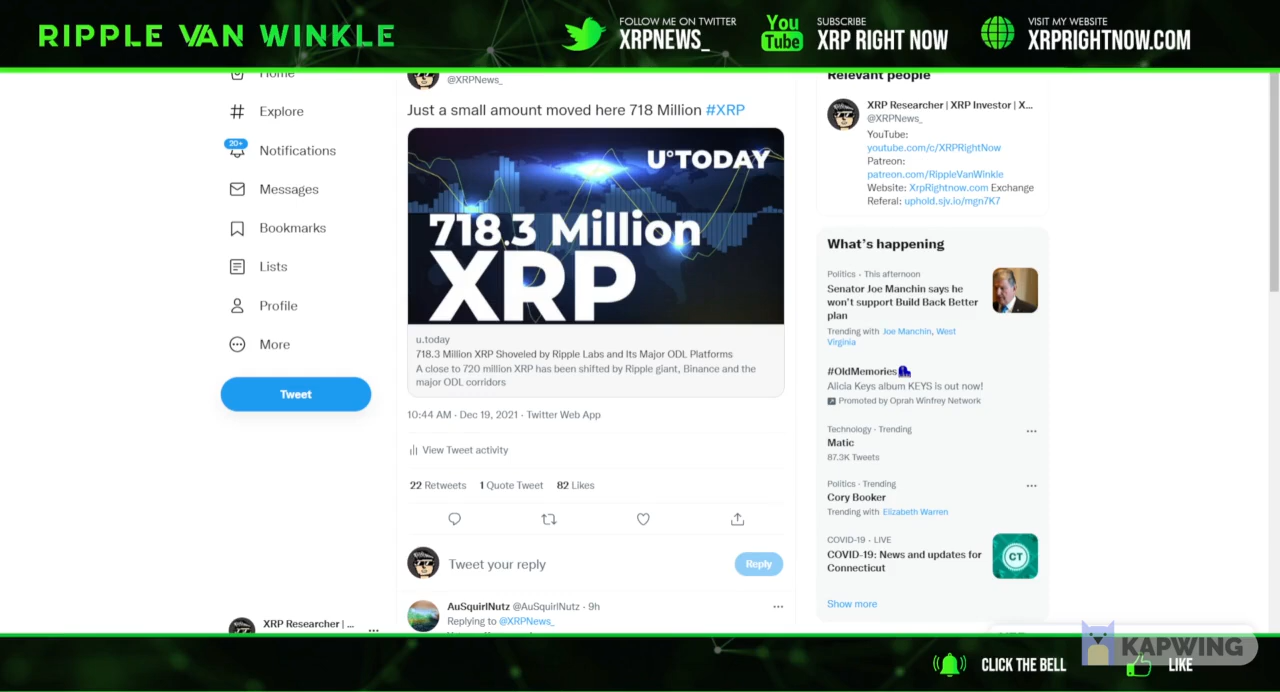 RIPPLE VAN WINKLE
FOLLOW ME ON TWITTER
XRPNEWS_
You
Tube
SUBSCRIBE
XRP RIGHT NOW
VISIT MY WEBSITE
XRPRIGHTNOW.COM
Home
Explore
20+
Notifications
Messages
Bookmarks
Lists
Profile
More
Tweet
XRP Researcher | ...
@XRPNews_
Just a small amount moved here 718 Million #XRP
U°TODAY
718.3 Million
XRP
u.today
718.3 Million XRP Shoveled by Ripple Labs and Its Major ODL Platforms
A close to 720 million XRP has been shifted by Ripple giant, Binance and the
major ODL corridors
10:44 AM · Dec 19, 2021 · Twitter Web App
View Tweet activity
22 Retweets 1 Quote Tweet 82 Likes
Tweet your reply
Reply
AuSquirlNutz @AuSquirlNutz · 9h
Replying to @XRPNews_
Relevant people
XRP Researcher | XRP Investor | X...
@XRPNews_
YouTube:
youtube.com/c/XRPRightNow
Patreon:
patreon.com/RippleVanWinkle
Website: XrpRightnow.com Exchange
Referal: uphold.sjv.io/mgn7K7
What's happening
Politics · This afternoon
Senator Joe Manchin says he
won't support Build Back Better
plan
Trending with Joe Manchin, West
Virginia
#OldMemories
Alicia Keys album KEYS is out now!
Promoted by Oprah Winfrey Network
Technology · Trending
Matic
87.3K Tweets
Politics · Trending
Cory Booker
Trending with Elizabeth Warren
COVID-19 · LIVE
COVID-19: News and updates for
Connecticut
CT
Show more
KAPWING
CLICK THE BELL
LIKE